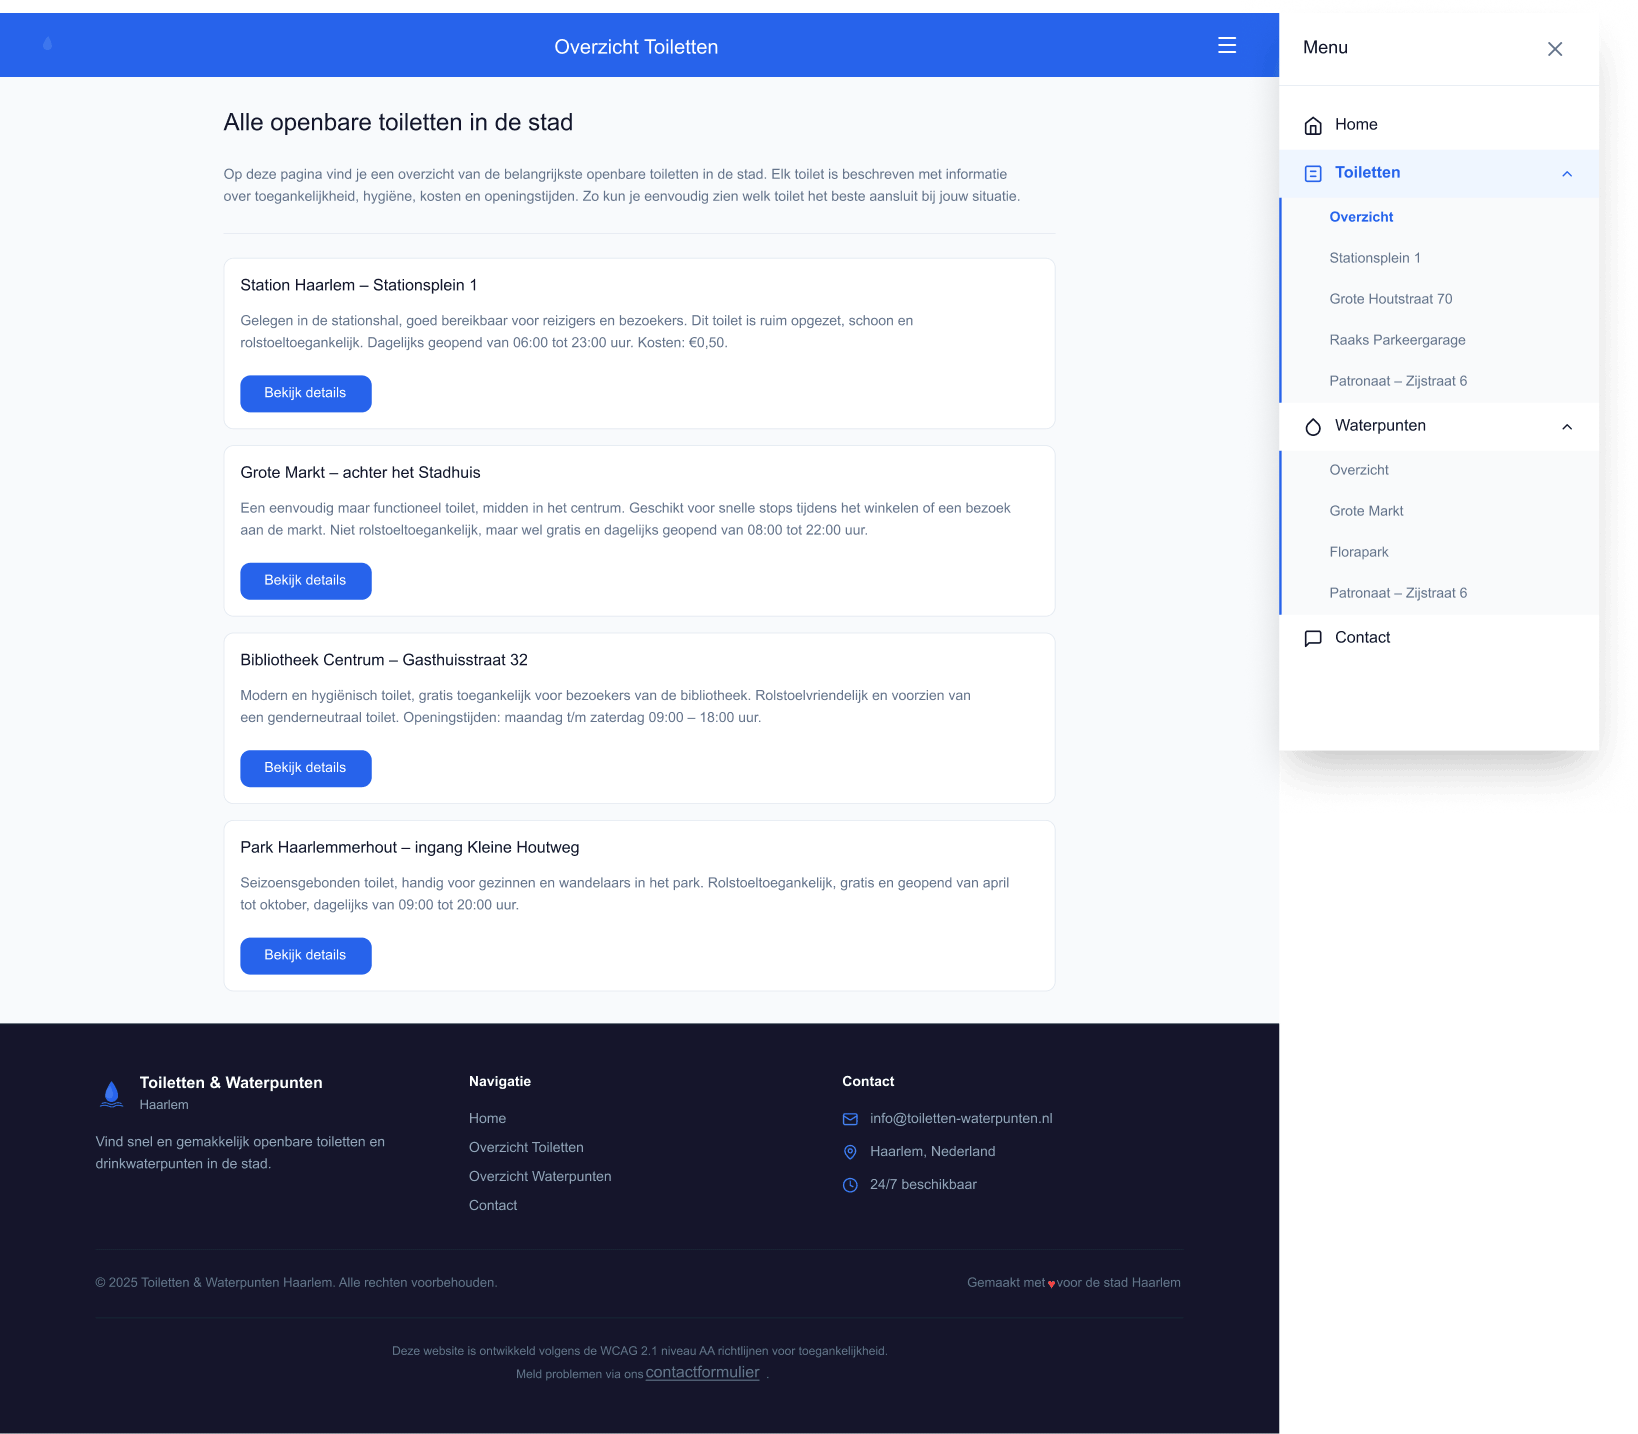 Overzicht Toiletten
Alle openbare toiletten in de stad
Op deze pagina vind je een overzicht van de belangrijkste openbare toiletten in de stad. Elk toilet is beschreven met informatie
over toegankelijkheid, hygiëne, kosten en openingstijden. Zo kun je eenvoudig zien welk toilet het beste aansluit bij jouw situatie.
Station Haarlem – Stationsplein 1
Gelegen in de stationshal, goed bereikbaar voor reizigers en bezoekers. Dit toilet is ruim opgezet, schoon en
rolstoeltoegankelijk. Dagelijks geopend van 06:00 tot 23:00 uur. Kosten: €0,50.
Bekijk details
Grote Markt – achter het Stadhuis
Een eenvoudig maar functioneel toilet, midden in het centrum. Geschikt voor snelle stops tijdens het winkelen of een bezoek
aan de markt. Niet rolstoeltoegankelijk, maar wel gratis en dagelijks geopend van 08:00 tot 22:00 uur.
Bekijk details
Bibliotheek Centrum – Gasthuisstraat 32
Modern en hygiënisch toilet, gratis toegankelijk voor bezoekers van de bibliotheek. Rolstoelvriendelijk en voorzien van
een genderneutraal toilet. Openingstijden: maandag t/m zaterdag 09:00 – 18:00 uur.
Bekijk details
Park Haarlemmerhout – ingang Kleine Houtweg
Seizoensgebonden toilet, handig voor gezinnen en wandelaars in het park. Rolstoeltoegankelijk, gratis en geopend van april
tot oktober, dagelijks van 09:00 tot 20:00 uur.
Bekijk details
Menu
Home
Toiletten
Overzicht
Stationsplein 1
Grote Houtstraat 70
Raaks Parkeergarage
Patronaat – Zijstraat 6
Waterpunten
Overzicht
Grote Markt
Florapark
Patronaat – Zijstraat 6
Contact
Toiletten & Waterpunten
Haarlem
Vind snel en gemakkelijk openbare toiletten en
drinkwaterpunten in de stad.
Navigatie
Home
Overzicht Toiletten
Overzicht Waterpunten
Contact
Contact
info@toiletten-waterpunten.nl
Haarlem, Nederland
24/7 beschikbaar
© 2025 Toiletten & Waterpunten Haarlem. Alle rechten voorbehouden.
Gemaakt met ♥ voor de stad Haarlem
Deze website is ontwikkeld volgens de WCAG 2.1 niveau AA richtlijnen voor toegankelijkheid.
Meld problemen via ons contactformulier .